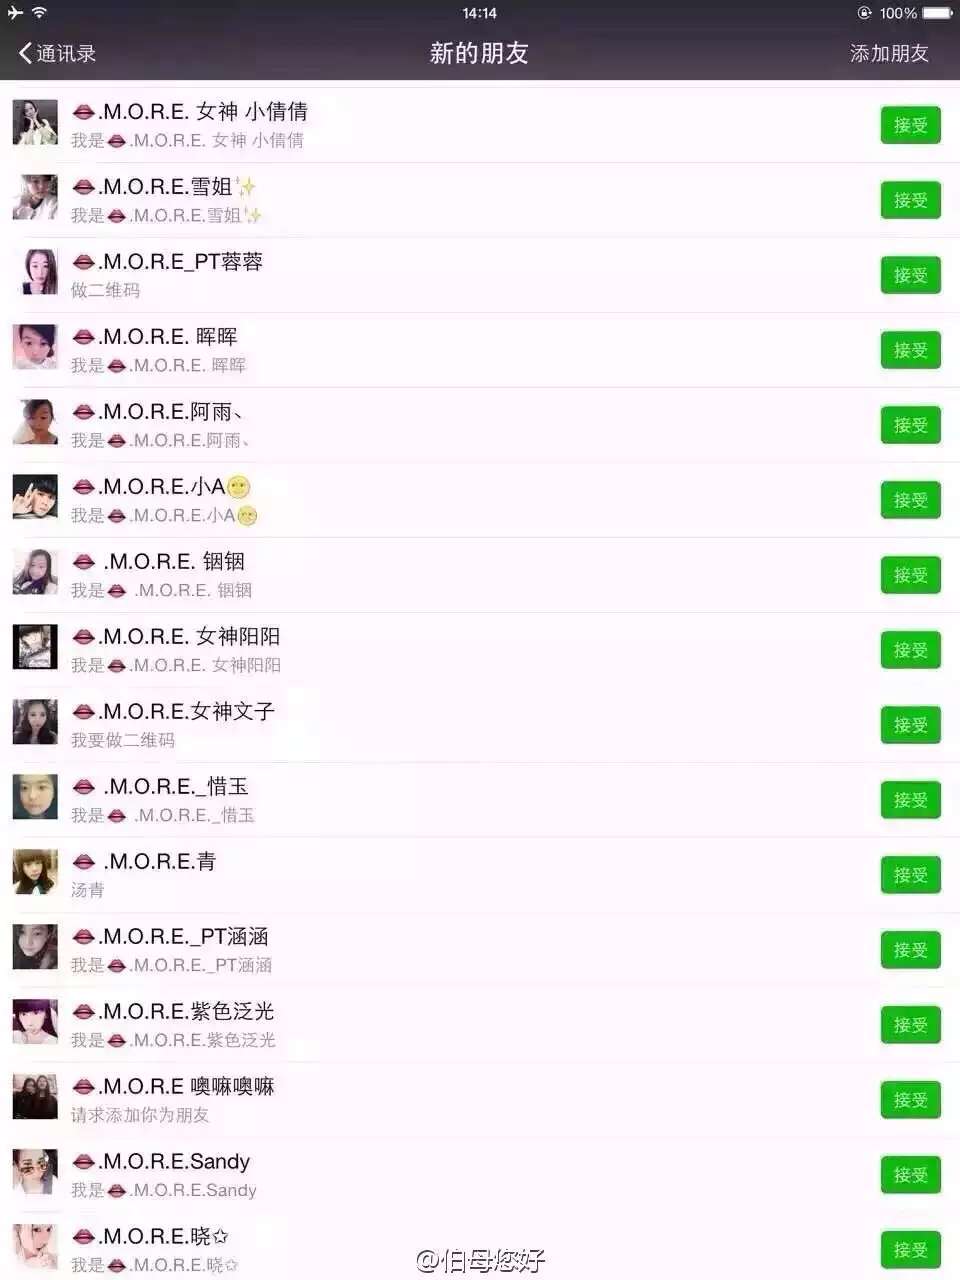 14:14
100%
通讯录
新的朋友
添加朋友
👄.M.O.R.E. 女神 小倩倩
我是👄.M.O.R.E. 女神 小倩倩
接受
👄.M.O.R.E.雪姐✨
我是👄.M.O.R.E.雪姐✨
接受
👄.M.O.R.E_PT蓉蓉
做二维码
接受
👄.M.O.R.E. 晖晖
我是👄.M.O.R.E. 晖晖
接受
👄.M.O.R.E.阿雨、
我是👄.M.O.R.E.阿雨、
接受
👄.M.O.R.E.小A🌝
我是👄.M.O.R.E.小A🌝
接受
👄 .M.O.R.E. 铟铟
我是👄 .M.O.R.E. 铟铟
接受
👄.M.O.R.E. 女神阳阳
我是👄.M.O.R.E. 女神阳阳
接受
👄.M.O.R.E.女神文子
我要做二维码
接受
👄 .M.O.R.E._惜玉
我是👄 .M.O.R.E._惜玉
接受
👄 .M.O.R.E.青
汤青
接受
👄.M.O.R.E._PT涵涵
我是👄.M.O.R.E._PT涵涵
接受
👄.M.O.R.E.紫色泛光
我是👄.M.O.R.E.紫色泛光
接受
👄.M.O.R.E 噢嘛噢嘛
请求添加你为朋友
接受
👄.M.O.R.E.Sandy
我是👄.M.O.R.E.Sandy
接受
👄.M.O.R.E.晓✩
我是👄.M.O.R.E.晓✩
接受
@伯母您好